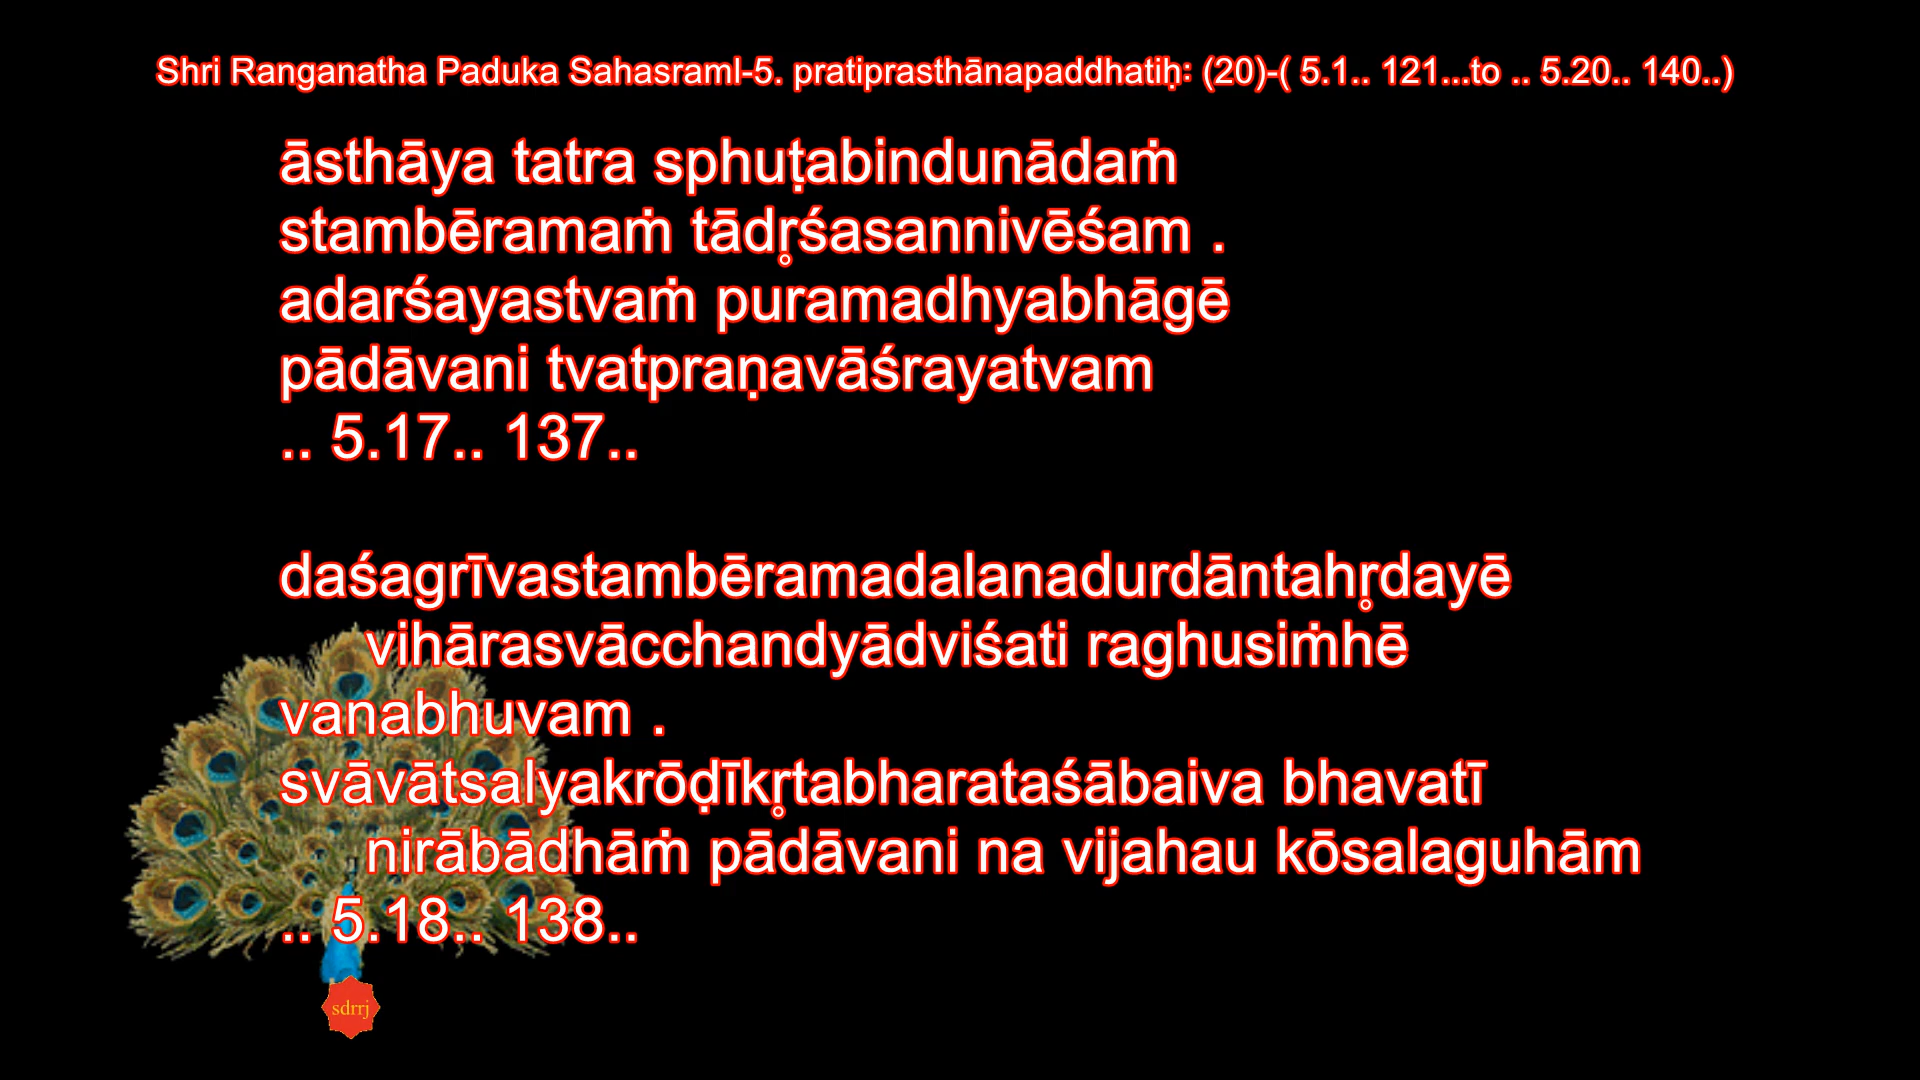 Shri Ranganatha Paduka Sahasraml-5. pratiprasthānapaddhatiḥ: (20)-( 5.1.. 121...to .. 5.20.. 140..)
āsthāya tatra sphuṭabindunādaṁ
stambēramaṁ tādr̥śasannivēśam .
adarśayastvaṁ puramadhyabhāgē
pādāvani tvatpraṇavāśrayatvam
.. 5.17.. 137..
daśagrīvastambēramadalanadurdāntahr̥dayē
vihārasvācchandyādviśati raghusiṁhē
vanabhuvam .
svāvātsalyakrōḍīkr̥tabharataśābaiva bhavatī
nirābādhāṁ pādāvani na vijahau kōsalaguhām
.. 5.18.. 138..
sdrrj